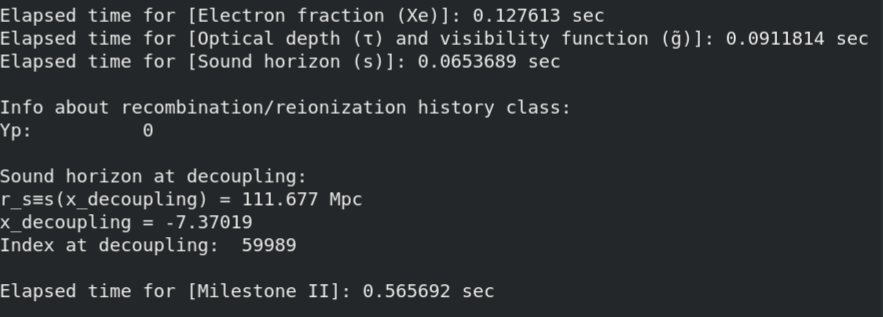 Elapsed time for [Electron fraction (Xe)]: 0.127613 sec
Elapsed time for [Optical depth (τ) and visibility function (g̃)]: 0.0911814 sec
Elapsed time for [Sound horizon (s)]: 0.0653689 sec
Info about recombination/reionization history class:
Yp:          0
Sound horizon at decoupling:
r_s≡s(x_decoupling) = 111.677 Mpc
x_decoupling = -7.37019
Index at decoupling:  59989
Elapsed time for [Milestone II]: 0.565692 sec